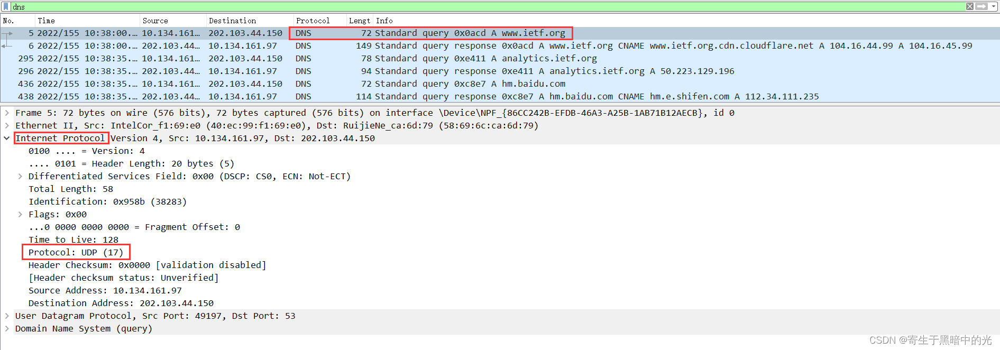 dns
No. Time Source Destination Protocol Lengt Info
5 2022/155 10:38:00.… 10.134.161… 202.103.44.150 DNS 72 Standard query 0x0acd A www.ietf.org
6 2022/155 10:38:00.… 202.103.44… 10.134.161.97 DNS 149 Standard query response 0x0acd A www.ietf.org CNAME www.ietf.org.cdn.cloudflare.net A 104.16.44.99 A 104.16.45.99
295 2022/155 10:38:35.… 10.134.161… 202.103.44.150 DNS 78 Standard query 0xe411 A analytics.ietf.org
296 2022/155 10:38:35.… 202.103.44… 10.134.161.97 DNS 94 Standard query response 0xe411 A analytics.ietf.org A 50.223.129.196
436 2022/155 10:38:35.… 10.134.161… 202.103.44.150 DNS 72 Standard query 0xc8e7 A hm.baidu.com
438 2022/155 10:38:35.… 202.103.44… 10.134.161.97 DNS 114 Standard query response 0xc8e7 A hm.baidu.com CNAME hm.e.shifen.com A 112.34.111.235
Frame 5: 72 bytes on wire (576 bits), 72 bytes captured (576 bits) on interface \Device\NPF_{86CC242B-EFDB-46A3-A25B-1AB71B12AECB}, id 0
Ethernet II, Src: IntelCor_f1:69:e0 (40:ec:99:f1:69:e0), Dst: RuijieNe_ca:6d:79 (58:69:6c:ca:6d:79)
Internet Protocol Version 4, Src: 10.134.161.97, Dst: 202.103.44.150
0100 .... = Version: 4
.... 0101 = Header Length: 20 bytes (5)
Differentiated Services Field: 0x00 (DSCP: CS0, ECN: Not-ECT)
Total Length: 58
Identification: 0x958b (38283)
Flags: 0x00
...0 0000 0000 0000 = Fragment Offset: 0
Time to Live: 128
Protocol: UDP (17)
Header Checksum: 0x0000 [validation disabled]
[Header checksum status: Unverified]
Source Address: 10.134.161.97
Destination Address: 202.103.44.150
User Datagram Protocol, Src Port: 49197, Dst Port: 53
Domain Name System (query)
CSDN @寄生于黑暗中的光